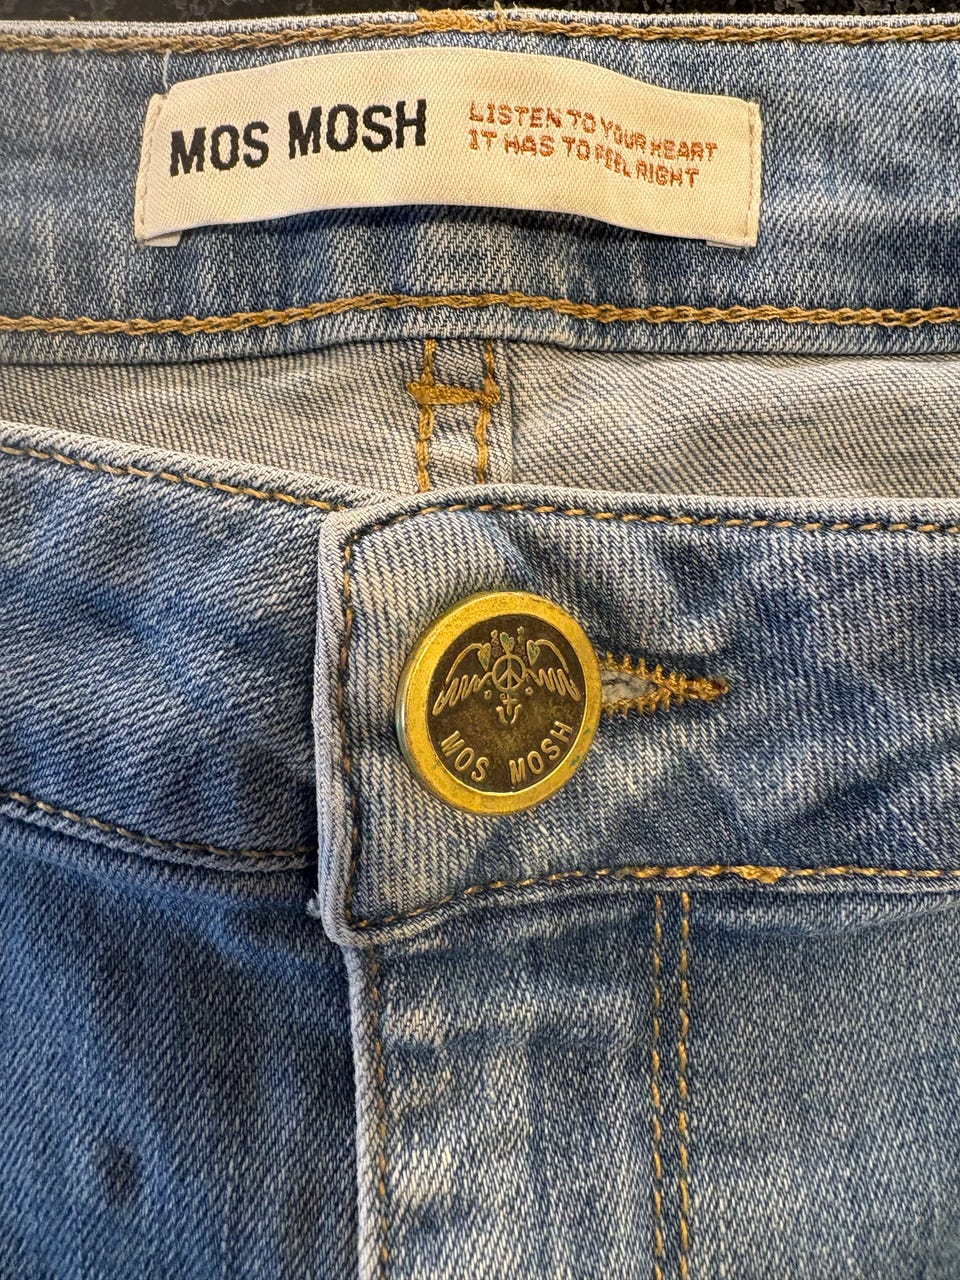 MOS MOSH
LISTEN TO YOUR HEART
IT HAS TO FEEL RIGHT
MOS MOSH